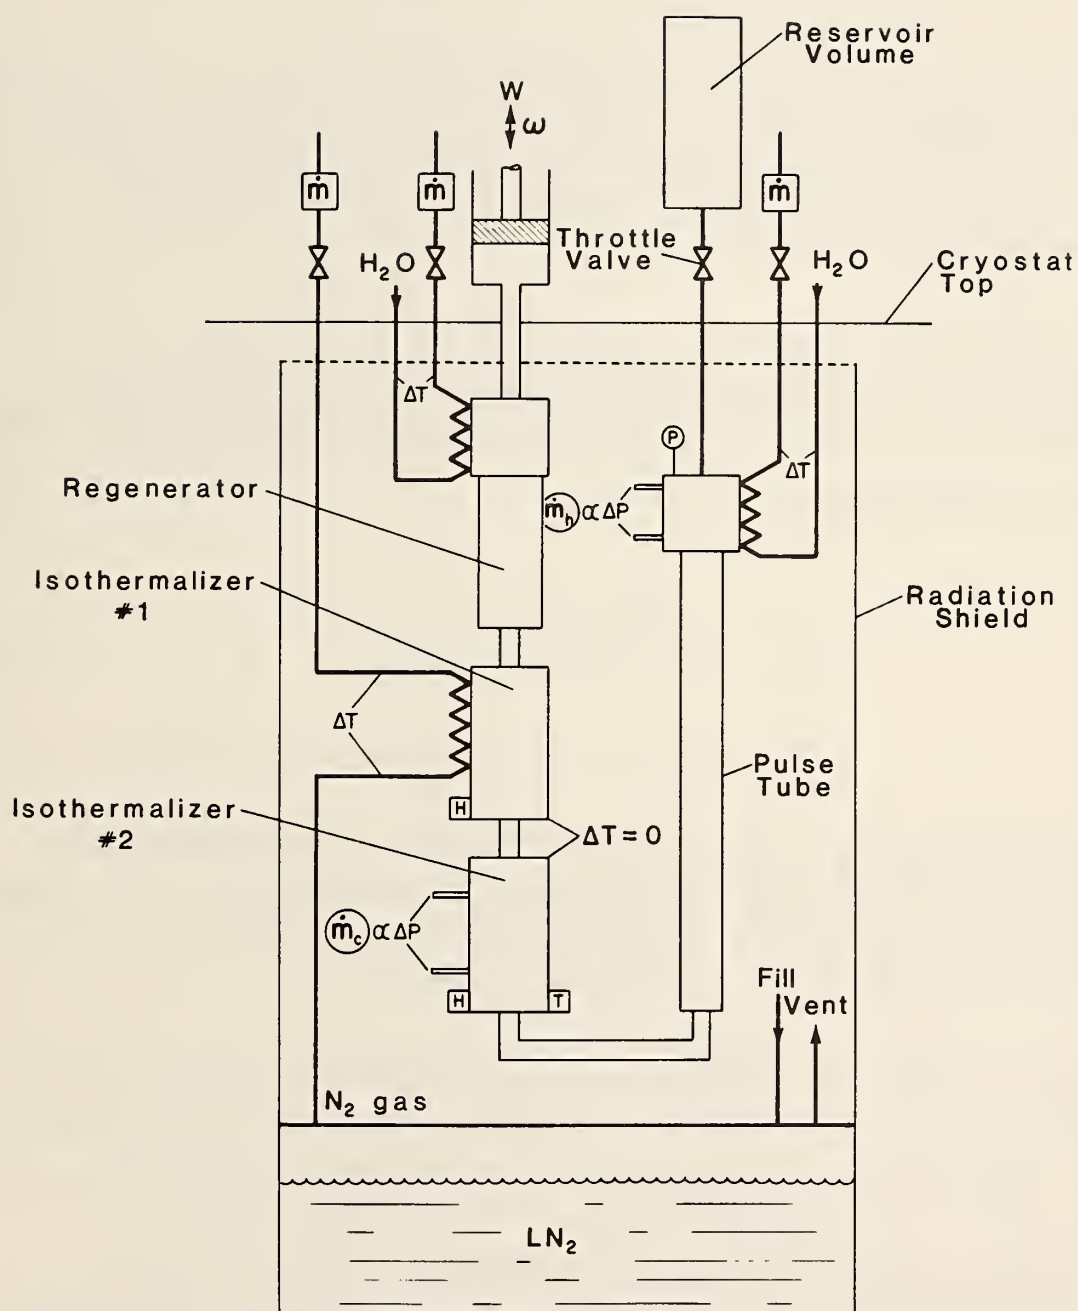 Reservoir
Volume
W
ω
ṁ
ṁ
ṁ
Throttle
Valve
H₂O
H₂O
Cryostat
Top
ΔT
P
ΔT
Regenerator
ṁₕ ∝ ΔP
Isothermalizer
#1
Radiation
Shield
ΔT
Pulse
Tube
Isothermalizer
#2
H
ΔT = 0
ṁ꜀ ∝ ΔP
H
T
Fill
Vent
N₂ gas
LN₂